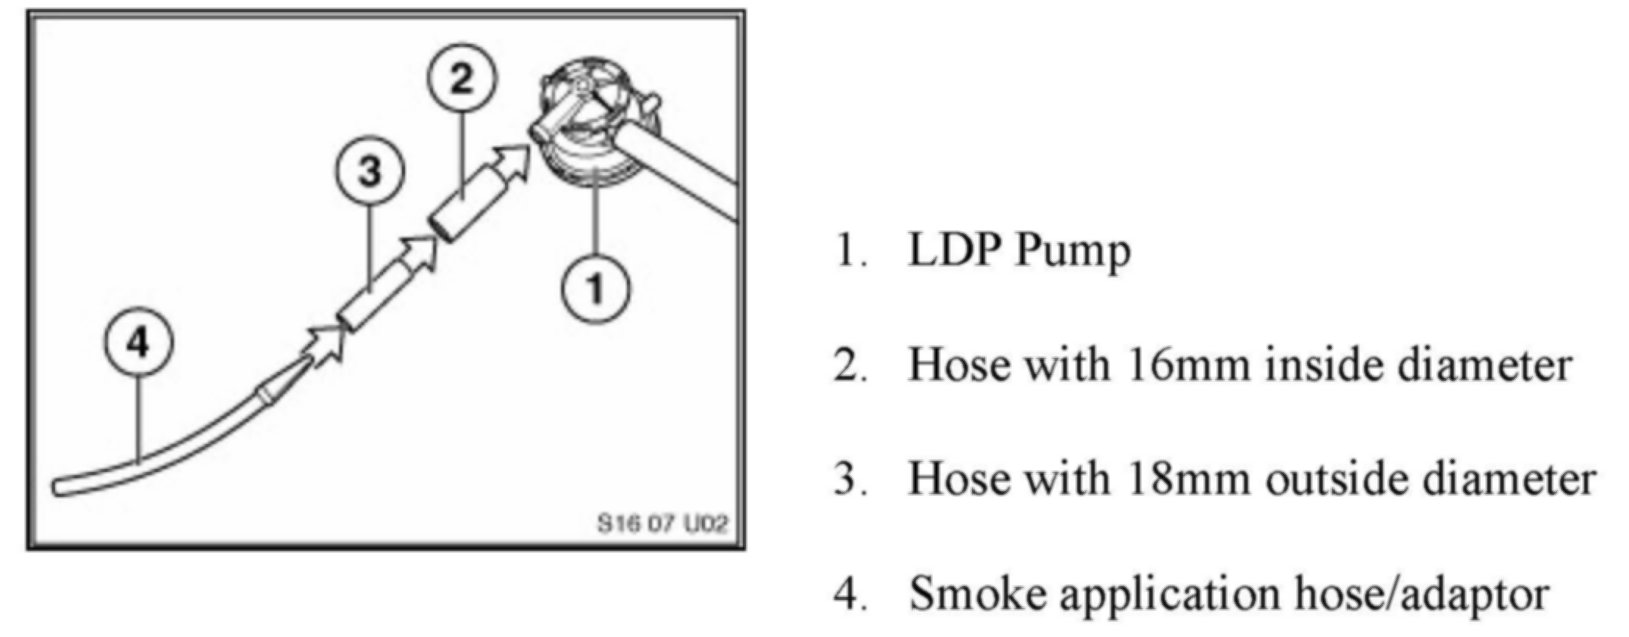 2
3
1
4
S16 07 U02
1. LDP Pump
2. Hose with 16mm inside diameter
3. Hose with 18mm outside diameter
4. Smoke application hose/adaptor